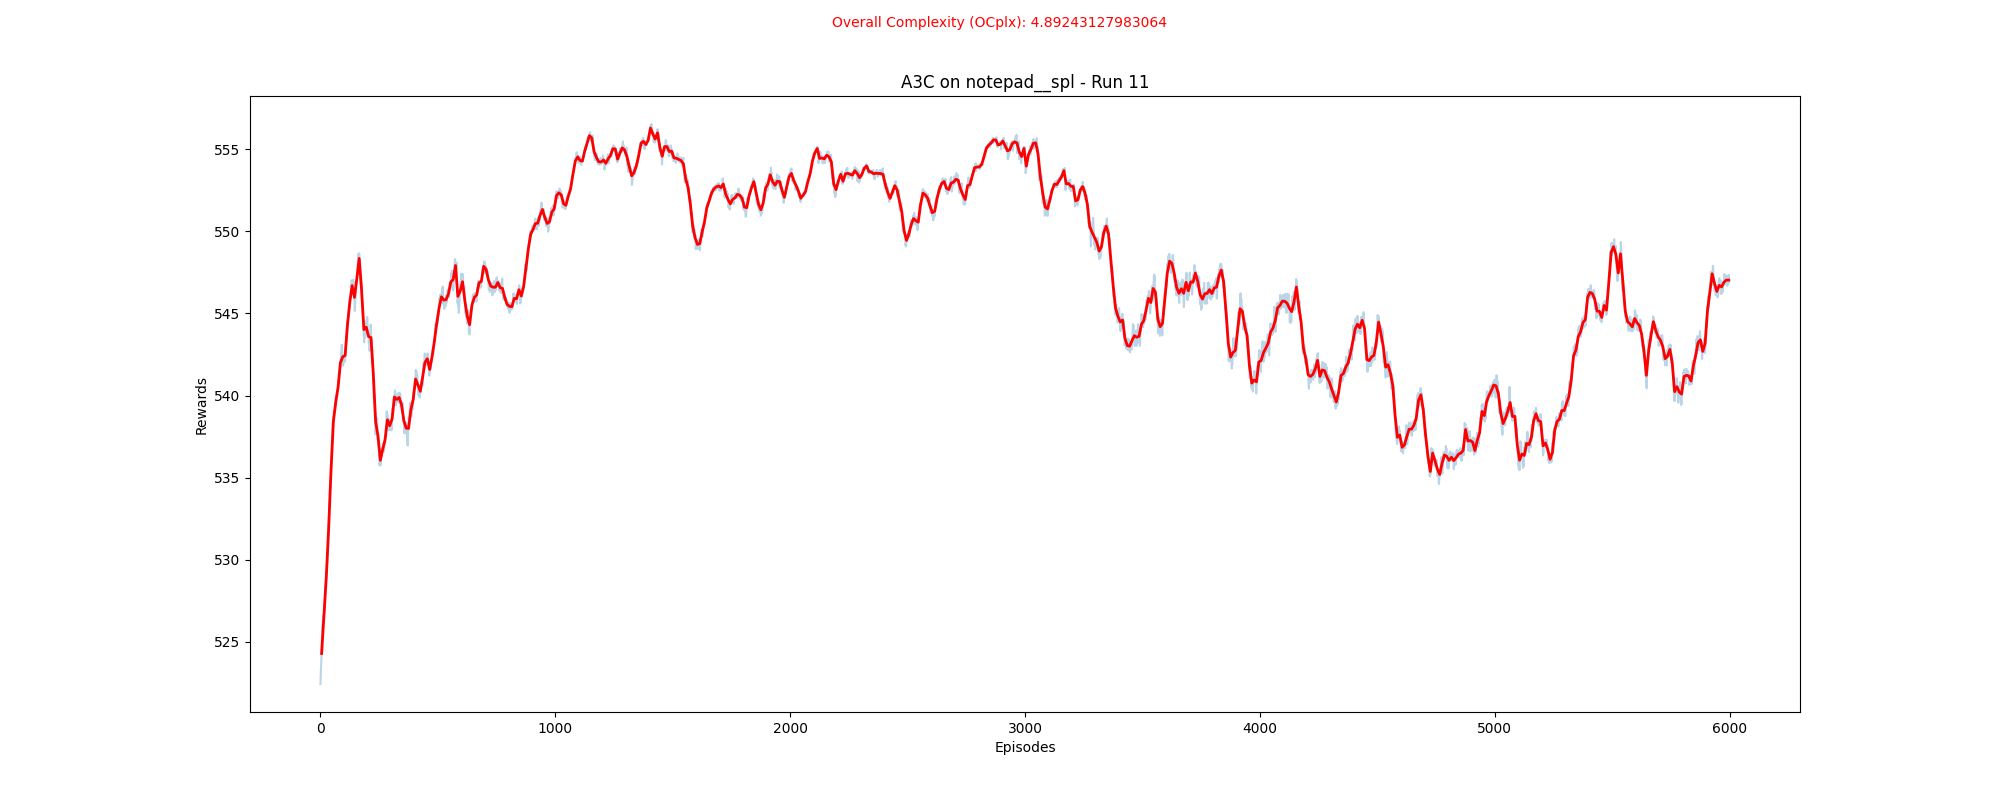 Overall Complexity (OCplx): 4.89243127983064
A3C on notepad__spl - Run 11
555
550
545
540
535
530
525
Rewards
0 1000 2000 3000 4000 5000 6000
Episodes